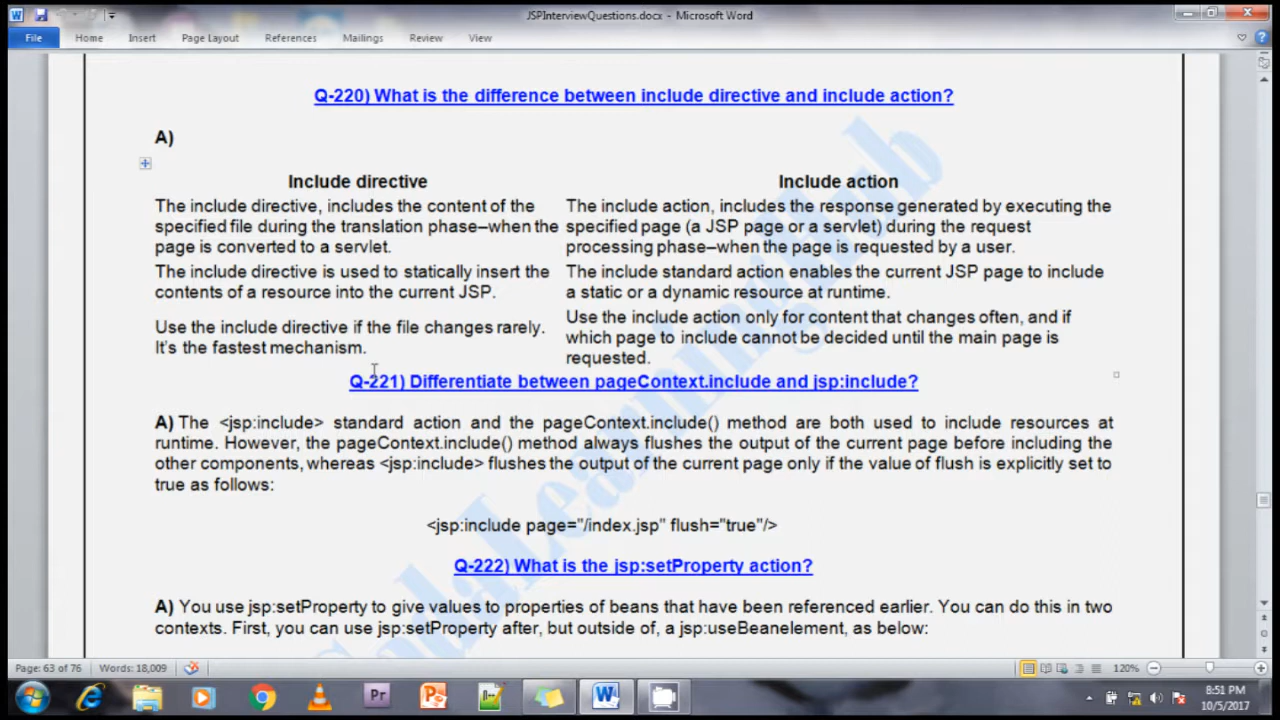 JSPInterviewQuestions.docx - Microsoft Word
File Home Insert Page Layout References Mailings Review View
Q-220) What is the difference between include directive and include action?
A)
Include directive
The include directive, includes the content of the
specified file during the translation phase–when the
page is converted to a servlet.
The include directive is used to statically insert the
contents of a resource into the current JSP.
Use the include directive if the file changes rarely.
It's the fastest mechanism.
Include action
The include action, includes the response generated by executing the
specified page (a JSP page or a servlet) during the request
processing phase–when the page is requested by a user.
The include standard action enables the current JSP page to include
a static or a dynamic resource at runtime.
Use the include action only for content that changes often, and if
which page to include cannot be decided until the main page is
requested.
Q-221) Differentiate between pageContext.include and jsp:include?
A) The <jsp:include> standard action and the pageContext.include() method are both used to include resources at
runtime. However, the pageContext.include() method always flushes the output of the current page before including the
other components, whereas <jsp:include> flushes the output of the current page only if the value of flush is explicitly set to
true as follows:
<jsp:include page="/index.jsp" flush="true"/>
Q-222) What is the jsp:setProperty action?
A) You use jsp:setProperty to give values to properties of beans that have been referenced earlier. You can do this in two
contexts. First, you can use jsp:setProperty after, but outside of, a jsp:useBeanelement, as below:
Page: 63 of 76 Words: 18,009 120%
Pr
8:51 PM
10/5/2017